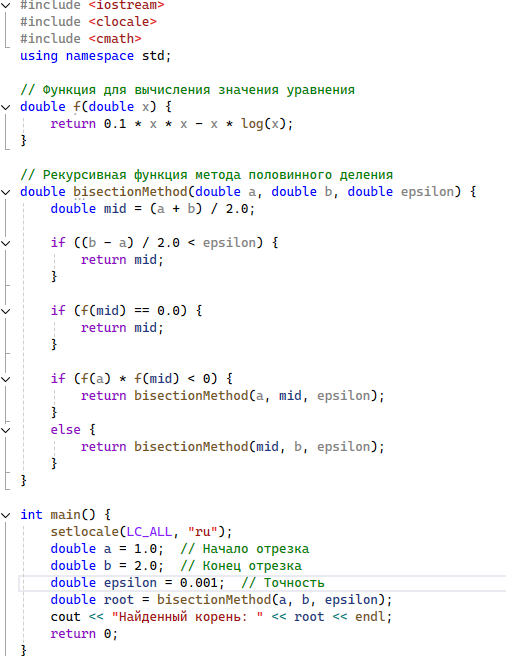 #include <iostream>
#include <clocale>
#include <cmath>
using namespace std;
// Функция для вычисления значения уравнения
double f(double x) {
return 0.1 * x * x - x * log(x);
}
// Рекурсивная функция метода половинного деления
double bisectionMethod(double a, double b, double epsilon) {
double mid = (a + b) / 2.0;
if ((b - a) / 2.0 < epsilon) {
return mid;
}
if (f(mid) == 0.0) {
return mid;
}
if (f(a) * f(mid) < 0) {
return bisectionMethod(a, mid, epsilon);
}
else {
return bisectionMethod(mid, b, epsilon);
}
}
int main() {
setlocale(LC_ALL, "ru");
double a = 1.0;  // Начало отрезка
double b = 2.0;  // Конец отрезка
double epsilon = 0.001;  // Точность
double root = bisectionMethod(a, b, epsilon);
cout << "Найденный корень: " << root << endl;
return 0;
}